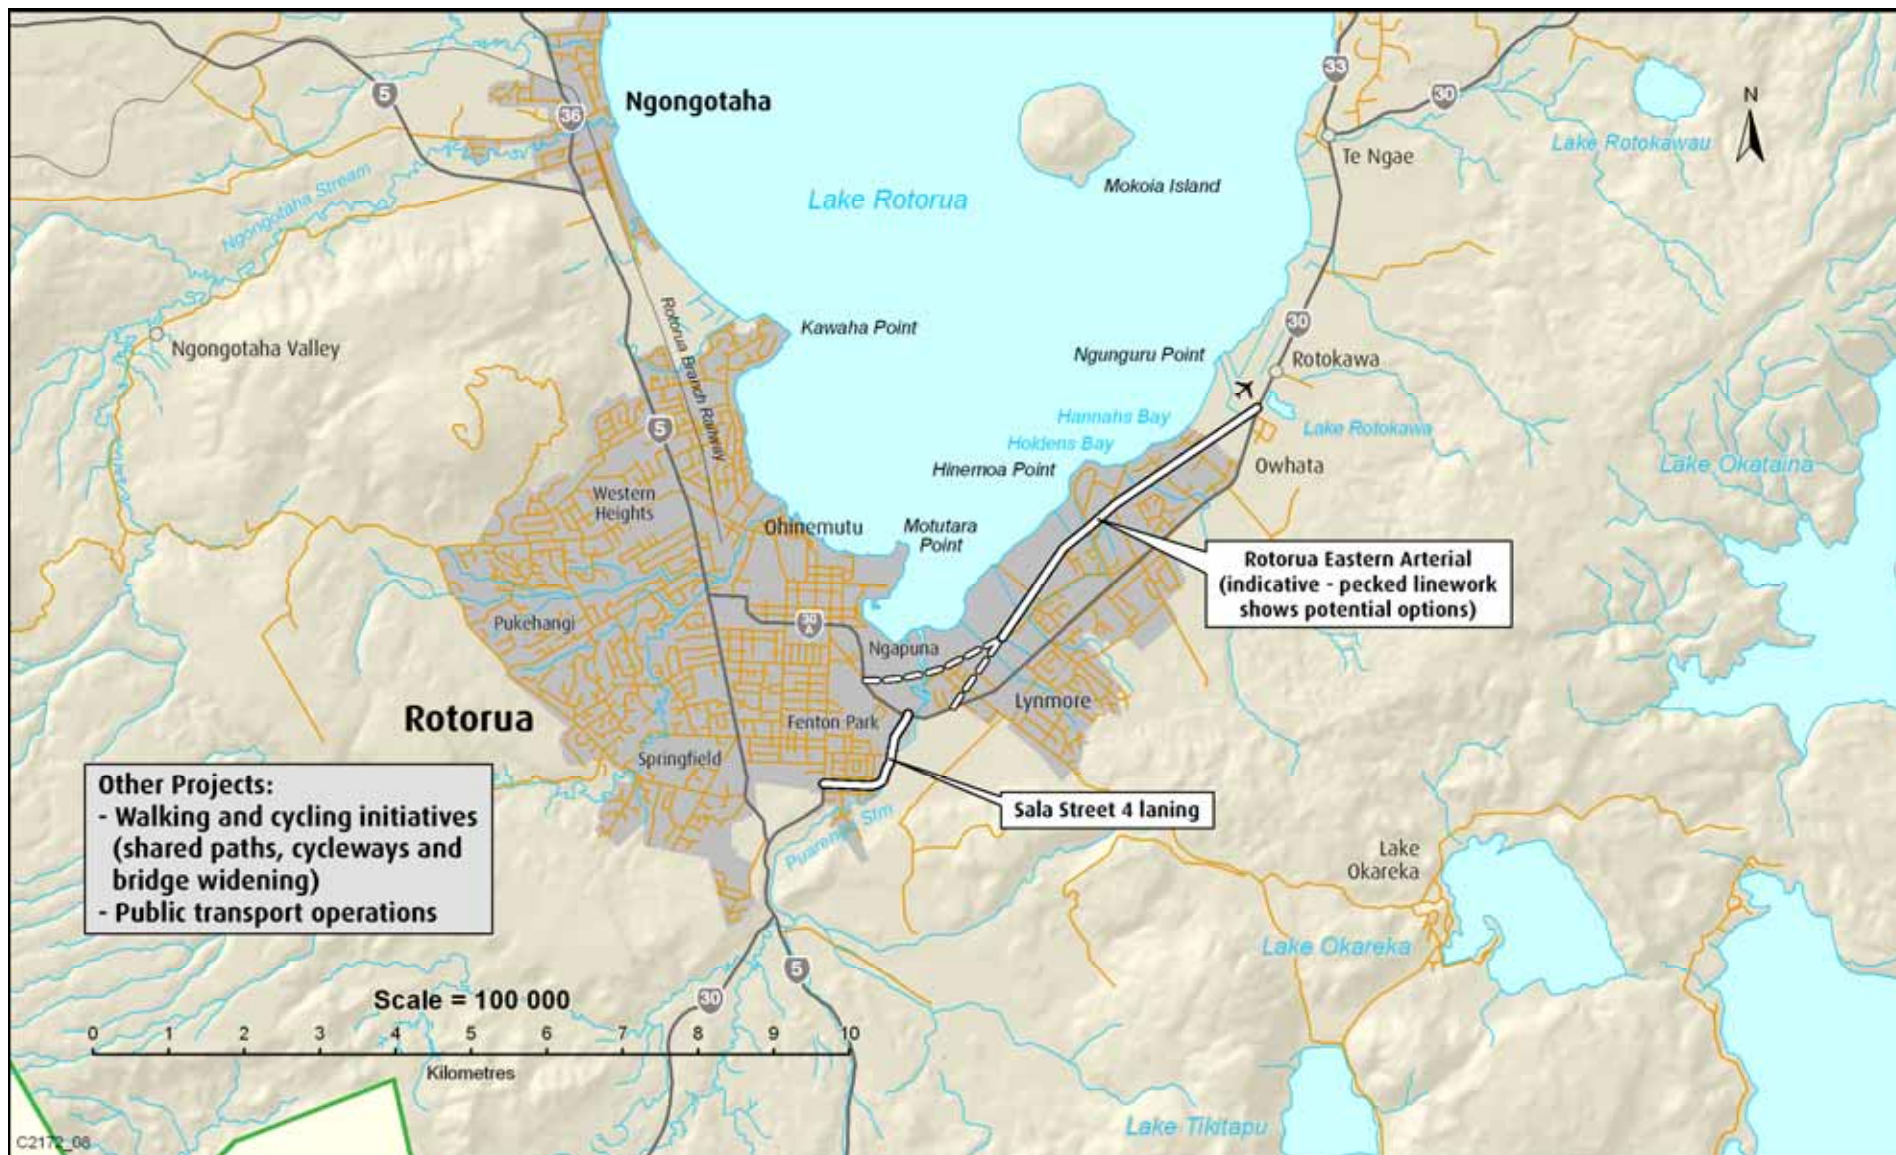 5
36
Ngongotaha
33
30
N
Lake Rotokawau
Te Ngae
Mokoia Island
Lake Rotorua
Ngongotaha Stream
Rotorua Branch Railway
Kawaha Point
Ngongotaha Valley
30
Ngunguru Point
Rotokawa
Hannahs Bay
Lake Rotokawa
5
Holdens Bay
Hinemoa Point
Owhata
Lake Okataina
Western
Heights
Ohinemutu
Motutara
Point
Rotorua Eastern Arterial
(indicative - pecked linework
shows potential options)
Pukehangi
30
A
Ngapuna
Lynmore
Rotorua
Fenton Park
Springfield
Other Projects:
- Walking and cycling initiatives
(shared paths, cycleways and
bridge widening)
- Public transport operations
Sala Street 4 laning
Puarenga Stm
Lake
Okareka
Lake Okareka
5
30
Scale = 100 000
0 1 2 3 4 5 6 7 8 9 10
Kilometres
Lake Tikitapu
C2172_08